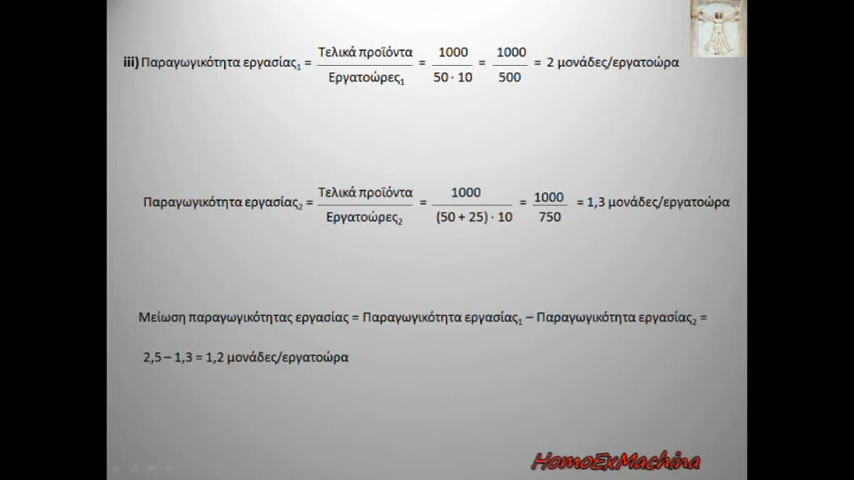 iii) Παραγωγικότητα εργασίας₁ = Τελικά προϊόντα / Εργατοώρες₁ = 1000 / 50 · 10 = 1000 / 500 = 2 μονάδες/εργατοώρα
Παραγωγικότητα εργασίας₂ = Τελικά προϊόντα / Εργατοώρες₂ = 1000 / (50 + 25) · 10 = 1000 / 750 = 1,3 μονάδες/εργατοώρα
Μείωση παραγωγικότητας εργασίας = Παραγωγικότητα εργασίας₁ – Παραγωγικότητα εργασίας₂ =
2,5 – 1,3 = 1,2 μονάδες/εργατοώρα
HomoExMachina